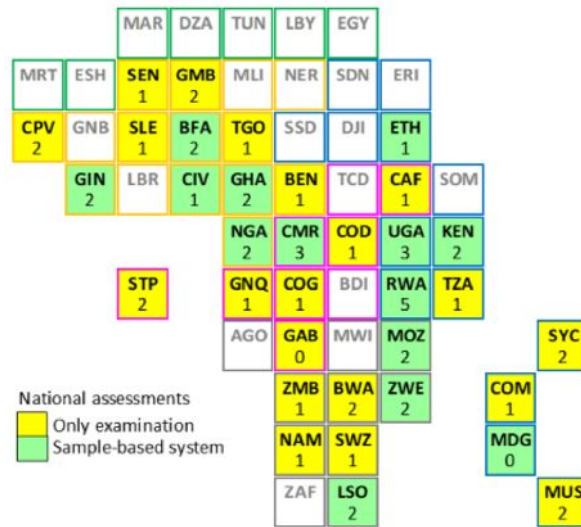 MAR DZA TUN LBY EGY
MRT ESH SEN GMB MLI NER SDN ERI
1 2
CPV GNB SLE BFA TGO SSD DJI ETH
2 1 2 1 1
GIN LBR CIV GHA BEN TCD CAF SOM
2 1 2 1 1
NGA CMR COD UGA KEN
2 3 1 3 2
STP GNQ COG BDI RWA TZA
2 1 1 5 1
AGO GAB MWI MOZ SYC
0 2 2
National assessments
ZMB BWA ZWE COM
Only examination
1 2 2 1
Sample-based system
NAM SWZ MDG
1 1 0
ZAF LSO MUS
2 2